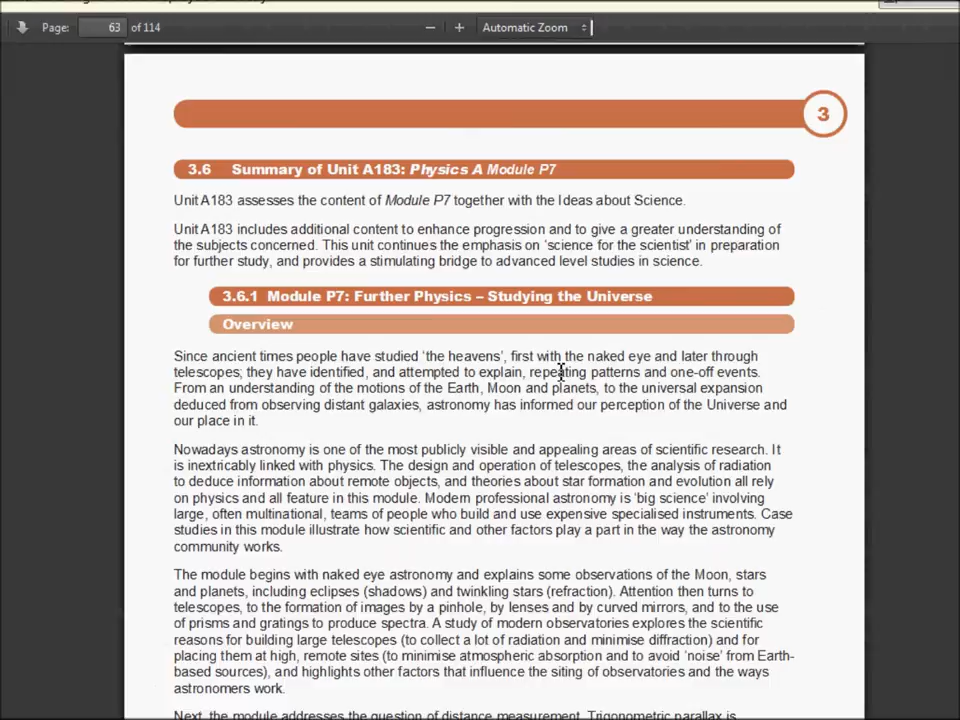 Page: 63 of 114 Automatic Zoom
3
3.6 Summary of Unit A183: Physics A Module P7
Unit A183 assesses the content of Module P7 together with the Ideas about Science.
Unit A183 includes additional content to enhance progression and to give a greater understanding of
the subjects concerned. This unit continues the emphasis on ‘science for the scientist’ in preparation
for further study, and provides a stimulating bridge to advanced level studies in science.
3.6.1 Module P7: Further Physics – Studying the Universe
Overview
Since ancient times people have studied ‘the heavens’, first with the naked eye and later through
telescopes; they have identified, and attempted to explain, repeating patterns and one-off events.
From an understanding of the motions of the Earth, Moon and planets, to the universal expansion
deduced from observing distant galaxies, astronomy has informed our perception of the Universe and
our place in it.
Nowadays astronomy is one of the most publicly visible and appealing areas of scientific research. It
is inextricably linked with physics. The design and operation of telescopes, the analysis of radiation
to deduce information about remote objects, and theories about star formation and evolution all rely
on physics and all feature in this module. Modern professional astronomy is ‘big science’ involving
large, often multinational, teams of people who build and use expensive specialised instruments. Case
studies in this module illustrate how scientific and other factors play a part in the way the astronomy
community works.
The module begins with naked eye astronomy and explains some observations of the Moon, stars
and planets, including eclipses (shadows) and twinkling stars (refraction). Attention then turns to
telescopes, to the formation of images by a pinhole, by lenses and by curved mirrors, and to the use
of prisms and gratings to produce spectra. A study of modern observatories explores the scientific
reasons for building large telescopes (to collect a lot of radiation and minimise diffraction) and for
placing them at high, remote sites (to minimise atmospheric absorption and to avoid ‘noise’ from Earth-
based sources), and highlights other factors that influence the siting of observatories and the ways
astronomers work.
Next, the module addresses the question of distance measurement. Trigonometric parallax is